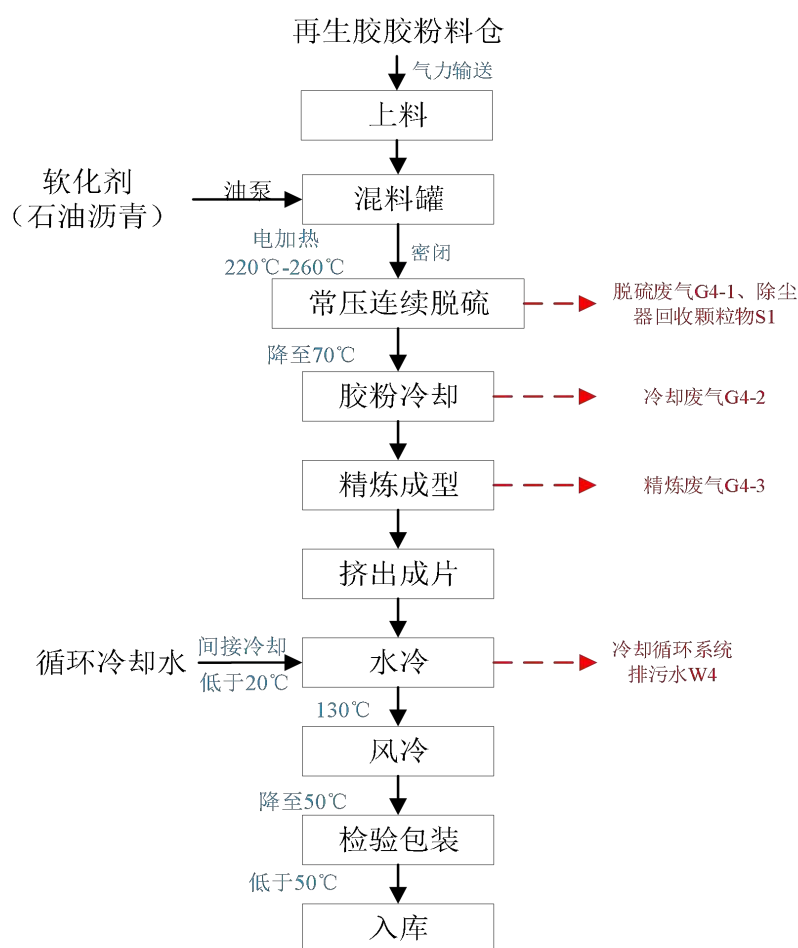 再生胶胶粉料仓
气力输送
上料
软化剂
（石油沥青）
油泵
混料罐
电加热
220℃-260℃
密闭
常压连续脱硫
脱硫废气G4-1、除尘
器回收颗粒物S1
降至70℃
胶粉冷却
冷却废气G4-2
精炼成型
精炼废气G4-3
挤出成片
循环冷却水
间接冷却
低于20℃
水冷
冷却循环系统
排污水W4
130℃
风冷
降至50℃
检验包装
低于50℃
入库